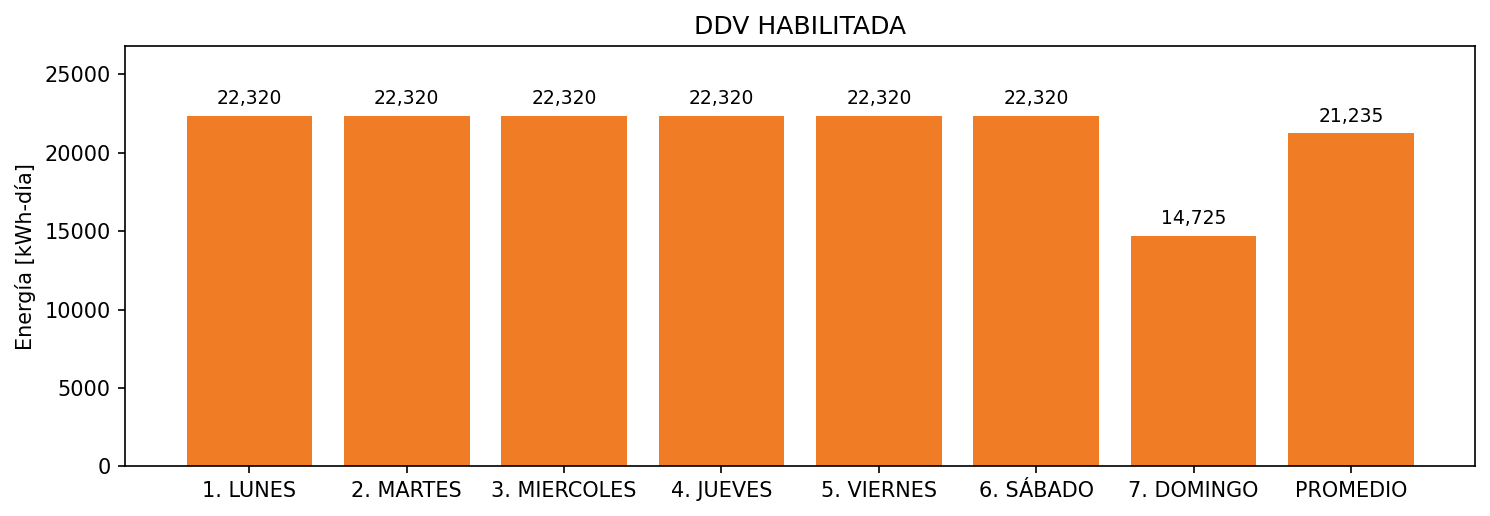 DDV HABILITADA
Energía [kWh-día]
25000
20000
15000
10000
5000
0
22,320 22,320 22,320 22,320 22,320 22,320 14,725 21,235
1. LUNES 2. MARTES 3. MIERCOLES 4. JUEVES 5. VIERNES 6. SÁBADO 7. DOMINGO PROMEDIO